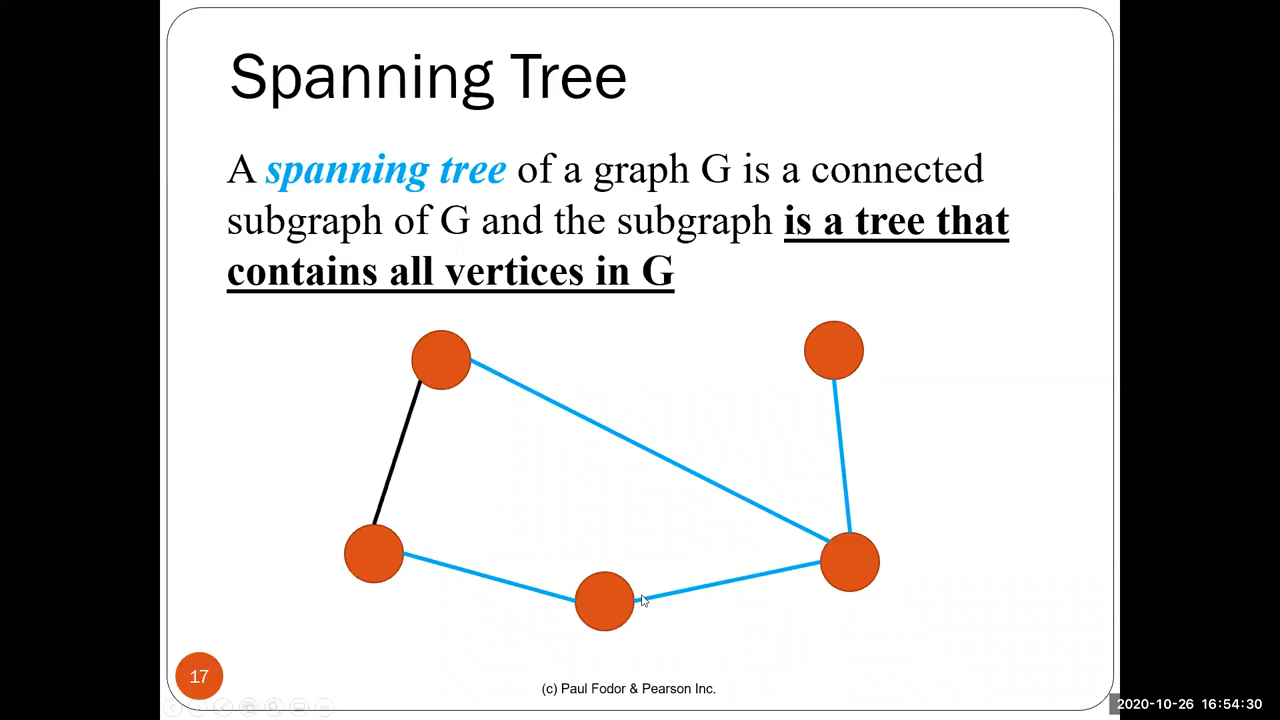 Spanning Tree
A spanning tree of a graph G is a connected
subgraph of G and the subgraph is a tree that
contains all vertices in G
17
(c) Paul Fodor & Pearson Inc.
2020-10-26 16:54:30